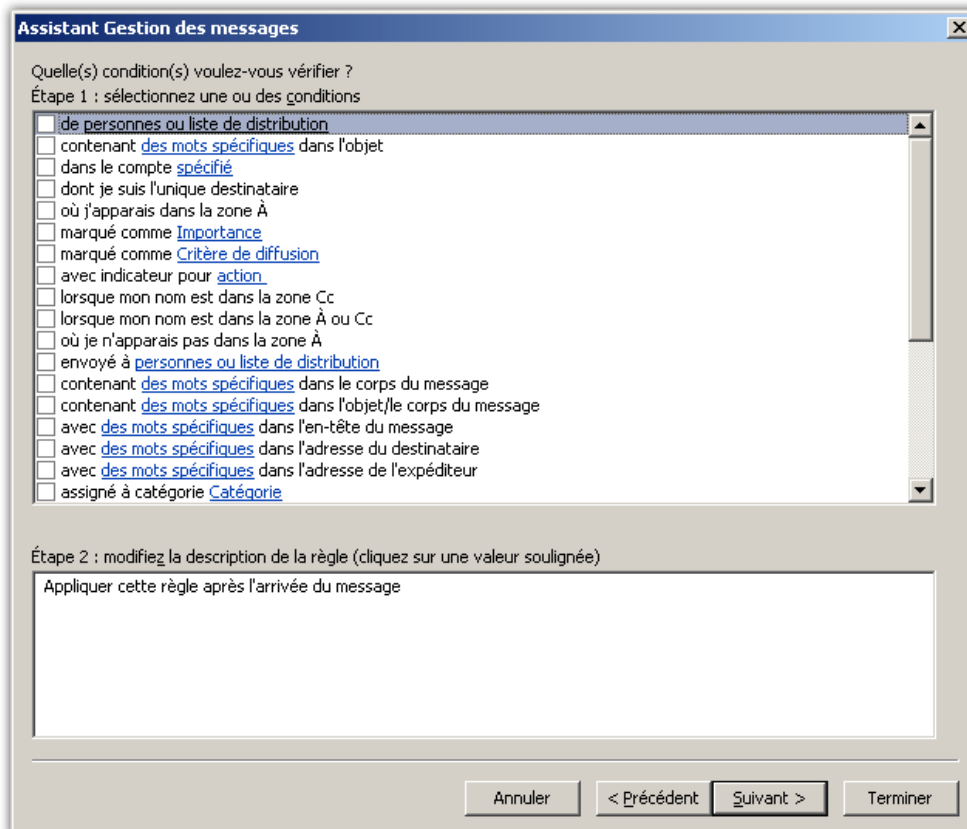 Assistant Gestion des messages
Quelle(s) condition(s) voulez-vous vérifier ?
Étape 1 : sélectionnez une ou des conditions
de personnes ou liste de distribution
contenant des mots spécifiques dans l'objet
dans le compte spécifié
dont je suis l'unique destinataire
où j'apparais dans la zone À
marqué comme Importance
marqué comme Critère de diffusion
avec indicateur pour action
lorsque mon nom est dans la zone Cc
lorsque mon nom est dans la zone À ou Cc
où je n'apparais pas dans la zone À
envoyé à personnes ou liste de distribution
contenant des mots spécifiques dans le corps du message
contenant des mots spécifiques dans l'objet/le corps du message
avec des mots spécifiques dans l'en-tête du message
avec des mots spécifiques dans l'adresse du destinataire
avec des mots spécifiques dans l'adresse de l'expéditeur
assigné à catégorie Catégorie
Étape 2 : modifiez la description de la règle (cliquez sur une valeur soulignée)
Appliquer cette règle après l'arrivée du message
Annuler
< Précédent
Suivant >
Terminer